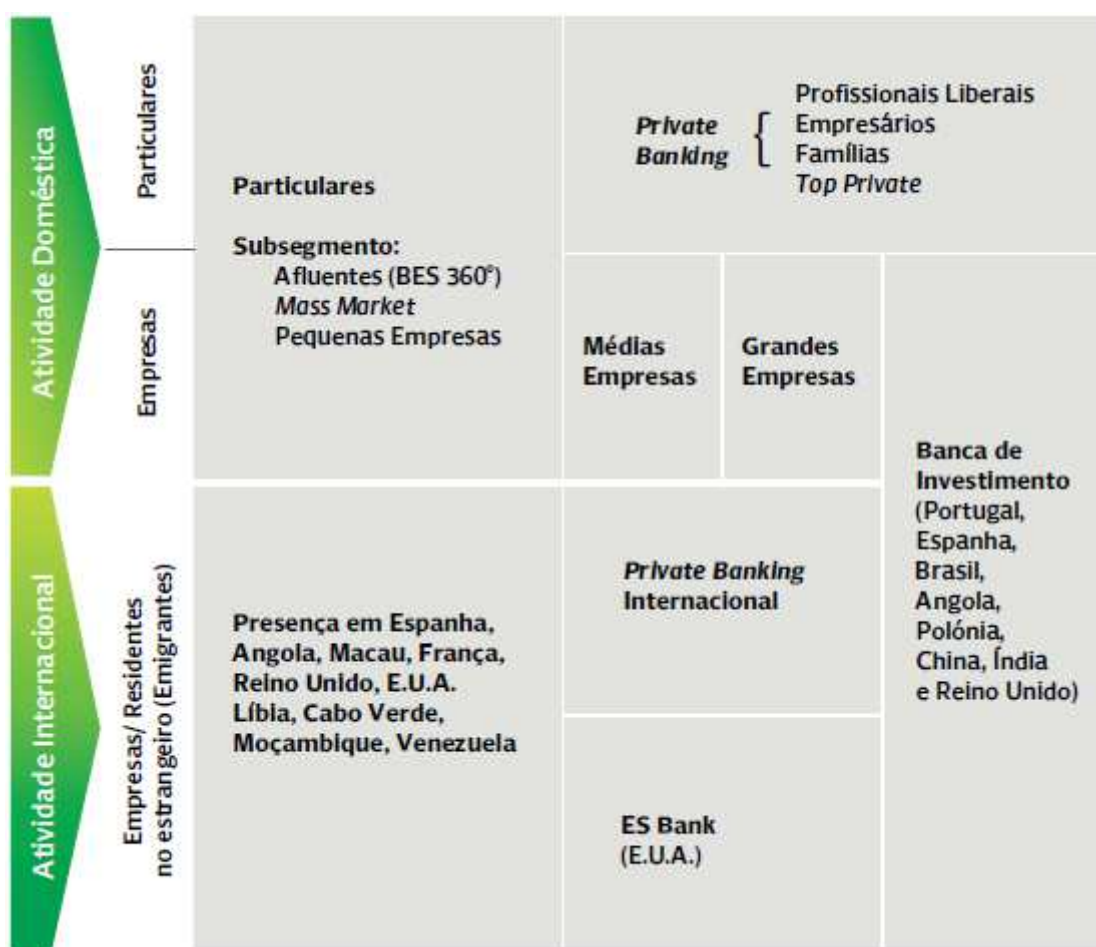 Atividade Doméstica
Particulares
Empresas
Particulares
Subsegmento:
Afluentes (BES 360º)
Mass Market
Pequenas Empresas
Private
Banking
Profissionais Liberais
Empresários
Famílias
Top Private
Médias
Empresas
Grandes
Empresas
Banca de
Investimento
(Portugal,
Espanha,
Brasil,
Angola,
Polónia,
China, Índia
e Reino Unido)
Atividade Internacional
Empresas/ Residentes
no estrangeiro (Emigrantes)
Presença em Espanha,
Angola, Macau, França,
Reino Unido, E.U.A.
Líbia, Cabo Verde,
Moçambique, Venezuela
Private Banking
Internacional
ES Bank
(E.U.A.)